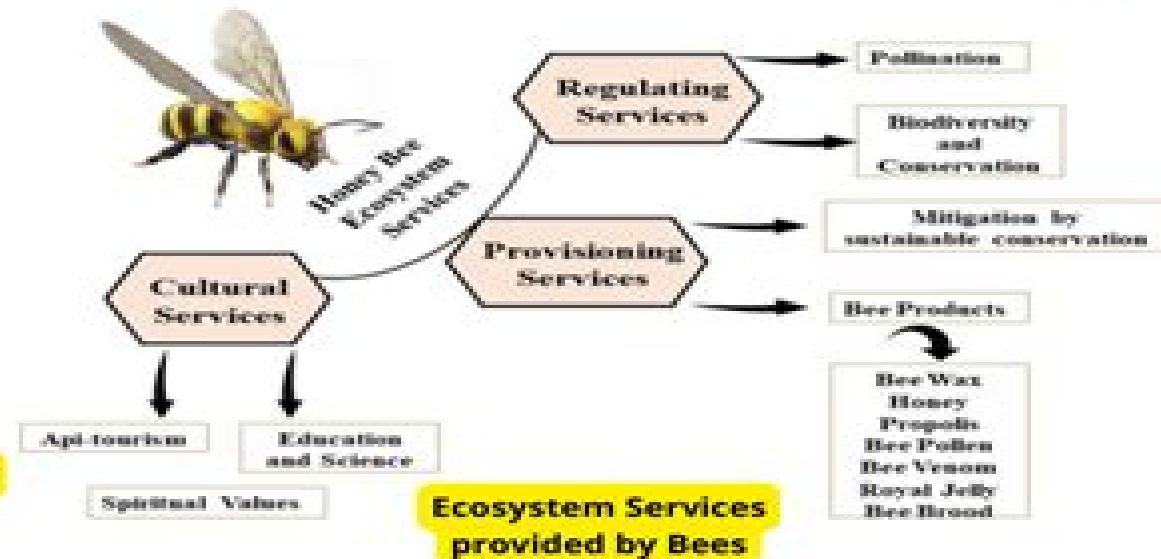 Honey Bee
Ecosystem
Services
Regulating
Services
Pollination
Biodiversity
and
Conservation
Provisioning
Services
Mitigation by
sustainable conservation
Bee Products
Bee Wax
Honey
Propolis
Bee Pollen
Bee Venom
Royal Jelly
Bee Brood
Cultural
Services
Api-tourism
Education
and Science
Spiritual Values
Ecosystem Services
provided by Bees